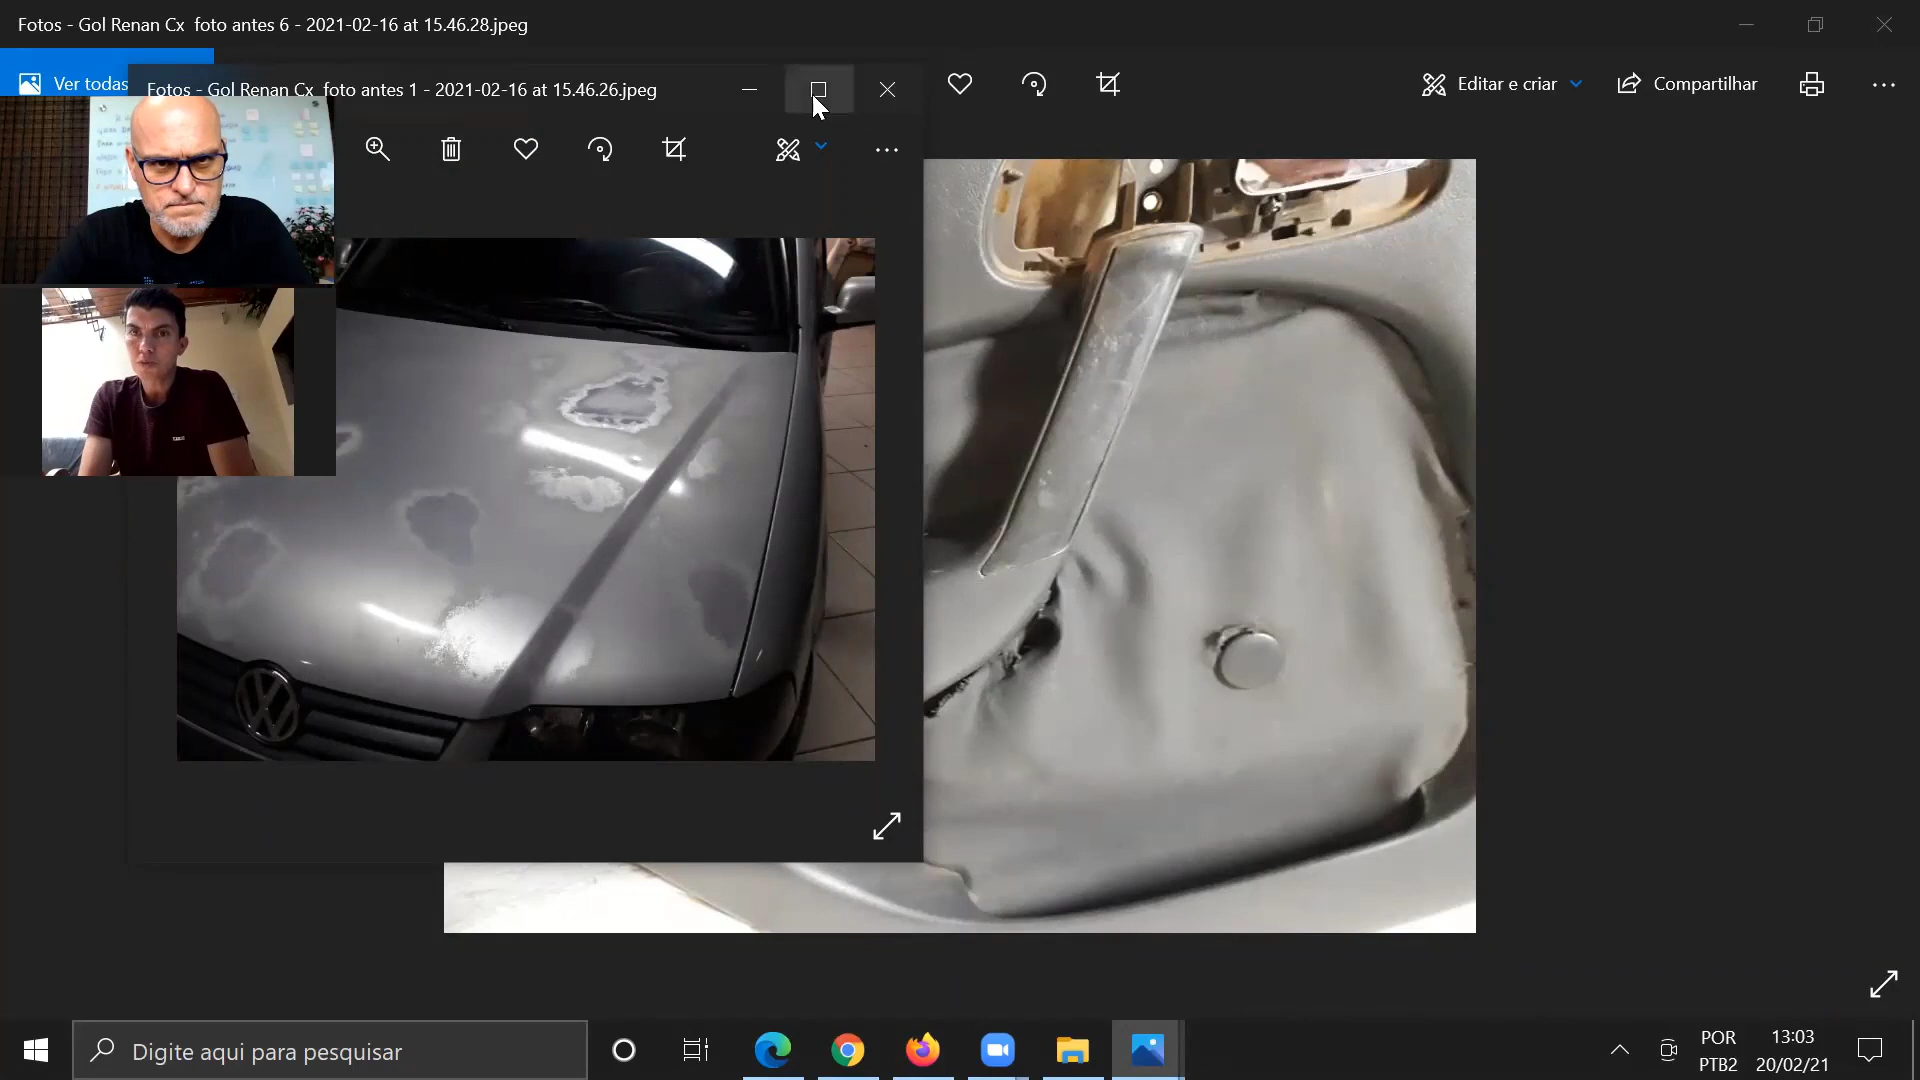 Fotos - Gol Renan Cx  foto antes 6 - 2021-02-16 at 15.46.28.jpeg
Ver todas
Fotos - Gol Renan Cx  foto antes 1 - 2021-02-16 at 15.46.26.jpeg
Editar e criar
Compartilhar
Digite aqui para pesquisar
POR
PTB2
13:03
20/02/21